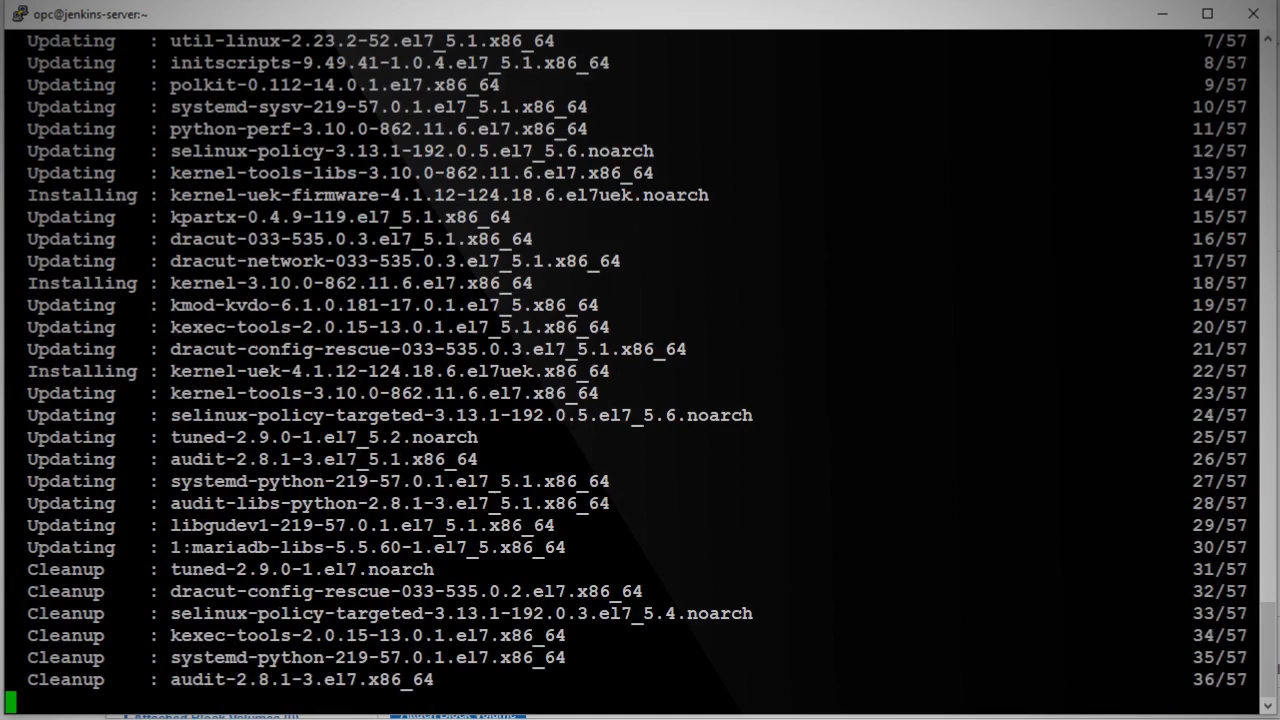 opc@jenkins-server:~
Updating : util-linux-2.23.2-52.el7_5.1.x86_64 7/57
Updating : initscripts-9.49.41-1.0.4.el7_5.1.x86_64 8/57
Updating : polkit-0.112-14.0.1.el7.x86_64 9/57
Updating : systemd-sysv-219-57.0.1.el7_5.1.x86_64 10/57
Updating : python-perf-3.10.0-862.11.6.el7.x86_64 11/57
Updating : selinux-policy-3.13.1-192.0.5.el7_5.6.noarch 12/57
Updating : kernel-tools-libs-3.10.0-862.11.6.el7.x86_64 13/57
Installing : kernel-uek-firmware-4.1.12-124.18.6.el7uek.noarch 14/57
Updating : kpartx-0.4.9-119.el7_5.1.x86_64 15/57
Updating : dracut-033-535.0.3.el7_5.1.x86_64 16/57
Updating : dracut-network-033-535.0.3.el7_5.1.x86_64 17/57
Installing : kernel-3.10.0-862.11.6.el7.x86_64 18/57
Updating : kmod-kvdo-6.1.0.181-17.0.1.el7_5.x86_64 19/57
Updating : kexec-tools-2.0.15-13.0.1.el7_5.1.x86_64 20/57
Updating : dracut-config-rescue-033-535.0.3.el7_5.1.x86_64 21/57
Installing : kernel-uek-4.1.12-124.18.6.el7uek.x86_64 22/57
Updating : kernel-tools-3.10.0-862.11.6.el7.x86_64 23/57
Updating : selinux-policy-targeted-3.13.1-192.0.5.el7_5.6.noarch 24/57
Updating : tuned-2.9.0-1.el7_5.2.noarch 25/57
Updating : audit-2.8.1-3.el7_5.1.x86_64 26/57
Updating : systemd-python-219-57.0.1.el7_5.1.x86_64 27/57
Updating : audit-libs-python-2.8.1-3.el7_5.1.x86_64 28/57
Updating : libgudev1-219-57.0.1.el7_5.1.x86_64 29/57
Updating : 1:mariadb-libs-5.5.60-1.el7_5.x86_64 30/57
Cleanup : tuned-2.9.0-1.el7.noarch 31/57
Cleanup : dracut-config-rescue-033-535.0.2.el7.x86_64 32/57
Cleanup : selinux-policy-targeted-3.13.1-192.0.3.el7_5.4.noarch 33/57
Cleanup : kexec-tools-2.0.15-13.0.1.el7.x86_64 34/57
Cleanup : systemd-python-219-57.0.1.el7.x86_64 35/57
Cleanup : audit-2.8.1-3.el7.x86_64 36/57
Attached Block Volumes (0) Attach Block Volume